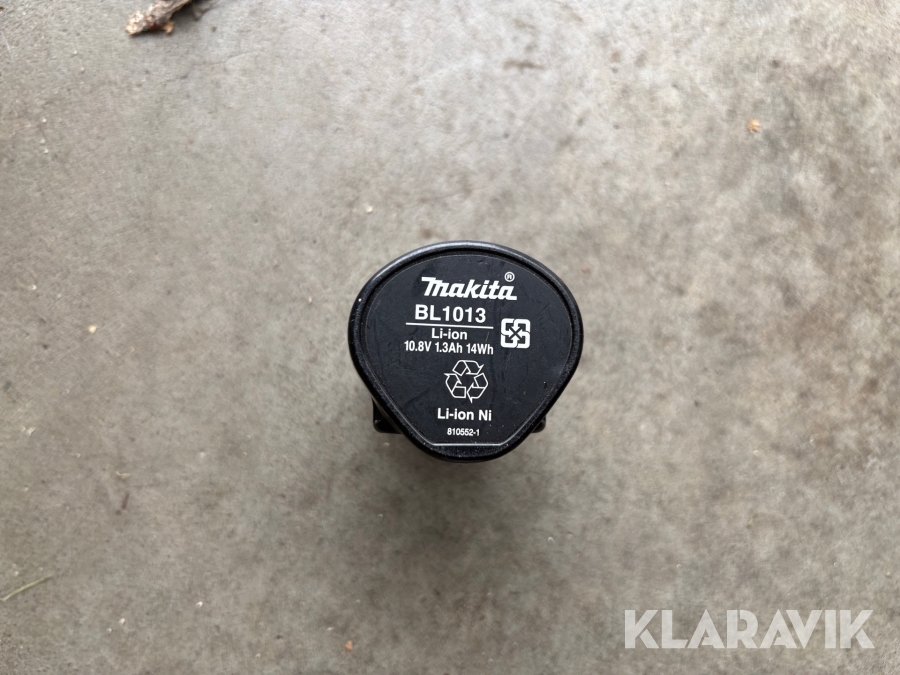 makita®
BL1013
Li-ion
10.8V 1.3Ah 14Wh
Li-ion Ni
810552-1
KLARAVIK